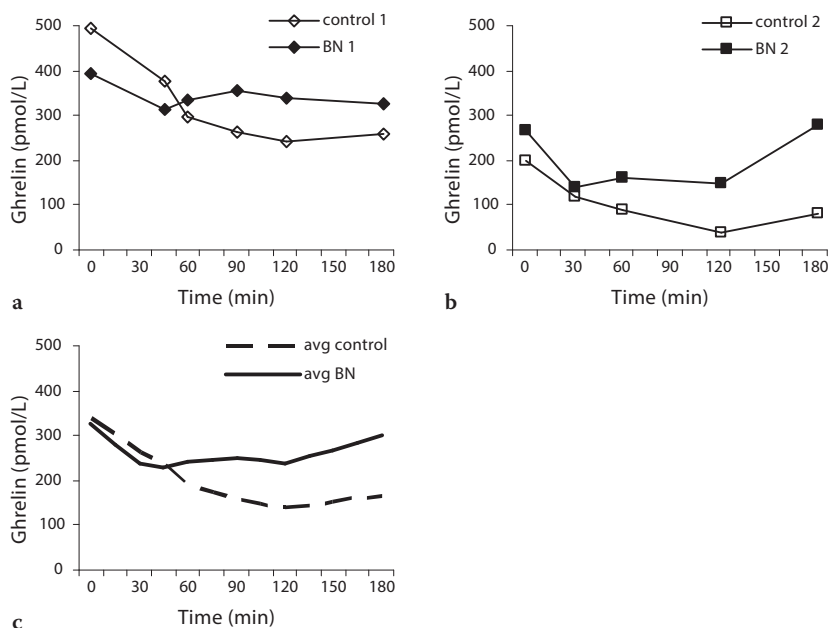 500
400
300
200
100
0
Ghrelin (pmol/L)
control 1
BN 1
0 30 60 90 120 150 180
Time (min)
a
500
400
300
200
100
0
Ghrelin (pmol/L)
control 2
BN 2
0 30 60 90 120 150 180
Time (min)
b
500
400
300
200
100
0
Ghrelin (pmol/L)
avg control
avg BN
0 30 60 90 120 150 180
Time (min)
c